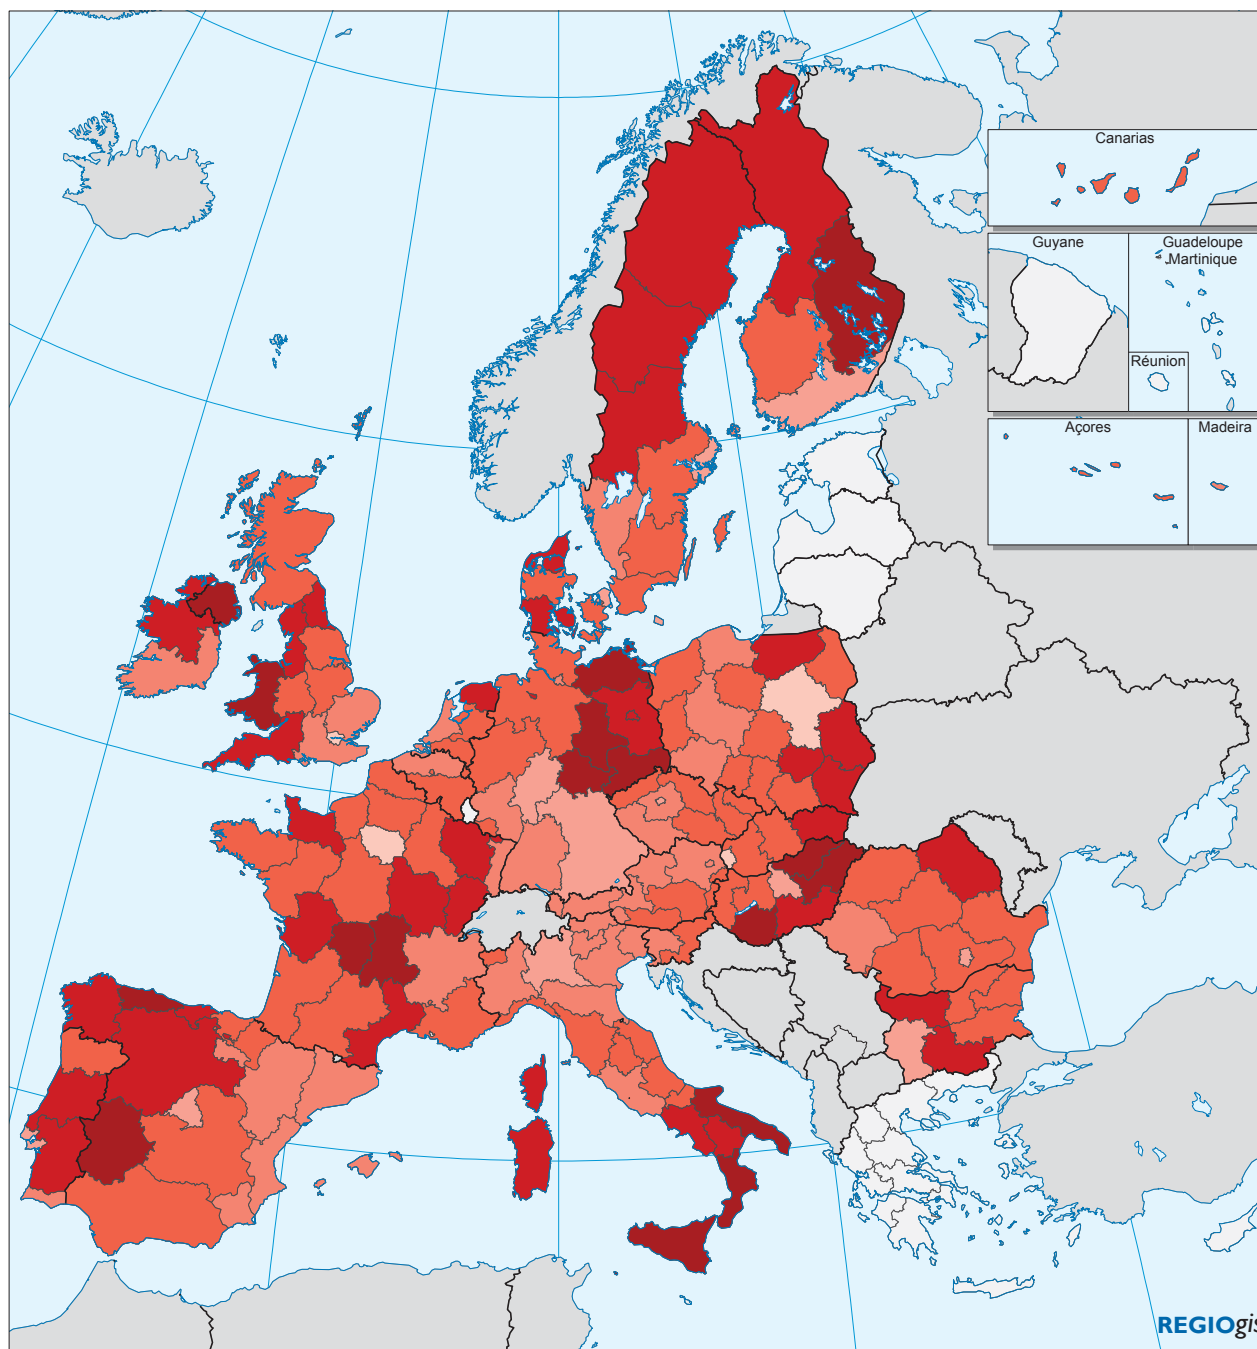 Canarias
Guyane
Guadeloupe
Martinique
Réunion
Açores
Madeira
REGIOgis